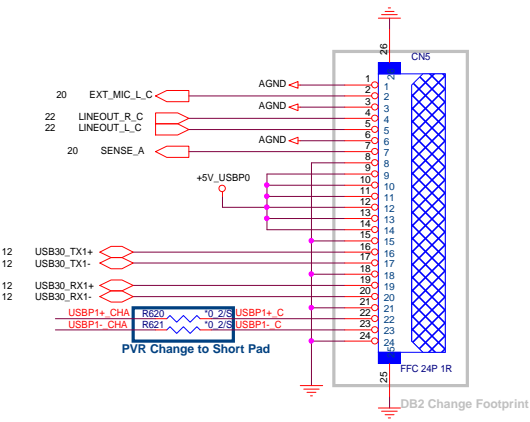 26
CN5
26
AGND
1
1
20 EXT_MIC_L_C
2
2
AGND
3
3
22 LINEOUT_R_C
4
4
22 LINEOUT_L_C
5
5
AGND
6
6
20 SENSE_A
7
7
8
8
+5V_USBP0
9
9
10
10
11
11
12
12
13
13
14
14
15
15
12 USB30_TX1+
16
16
12 USB30_TX1-
17
17
18
18
12 USB30_RX1+
19
19
12 USB30_RX1-
20
20
21
21
USBP1+_CHA R620 *0_2/S USBP1+_C
22
22
USBP1-_CHA R621 *0_2/S USBP1-_C
23
23
24
24
PVR Change to Short Pad
25
25
FFC 24P 1R
DB2 Change Footprint